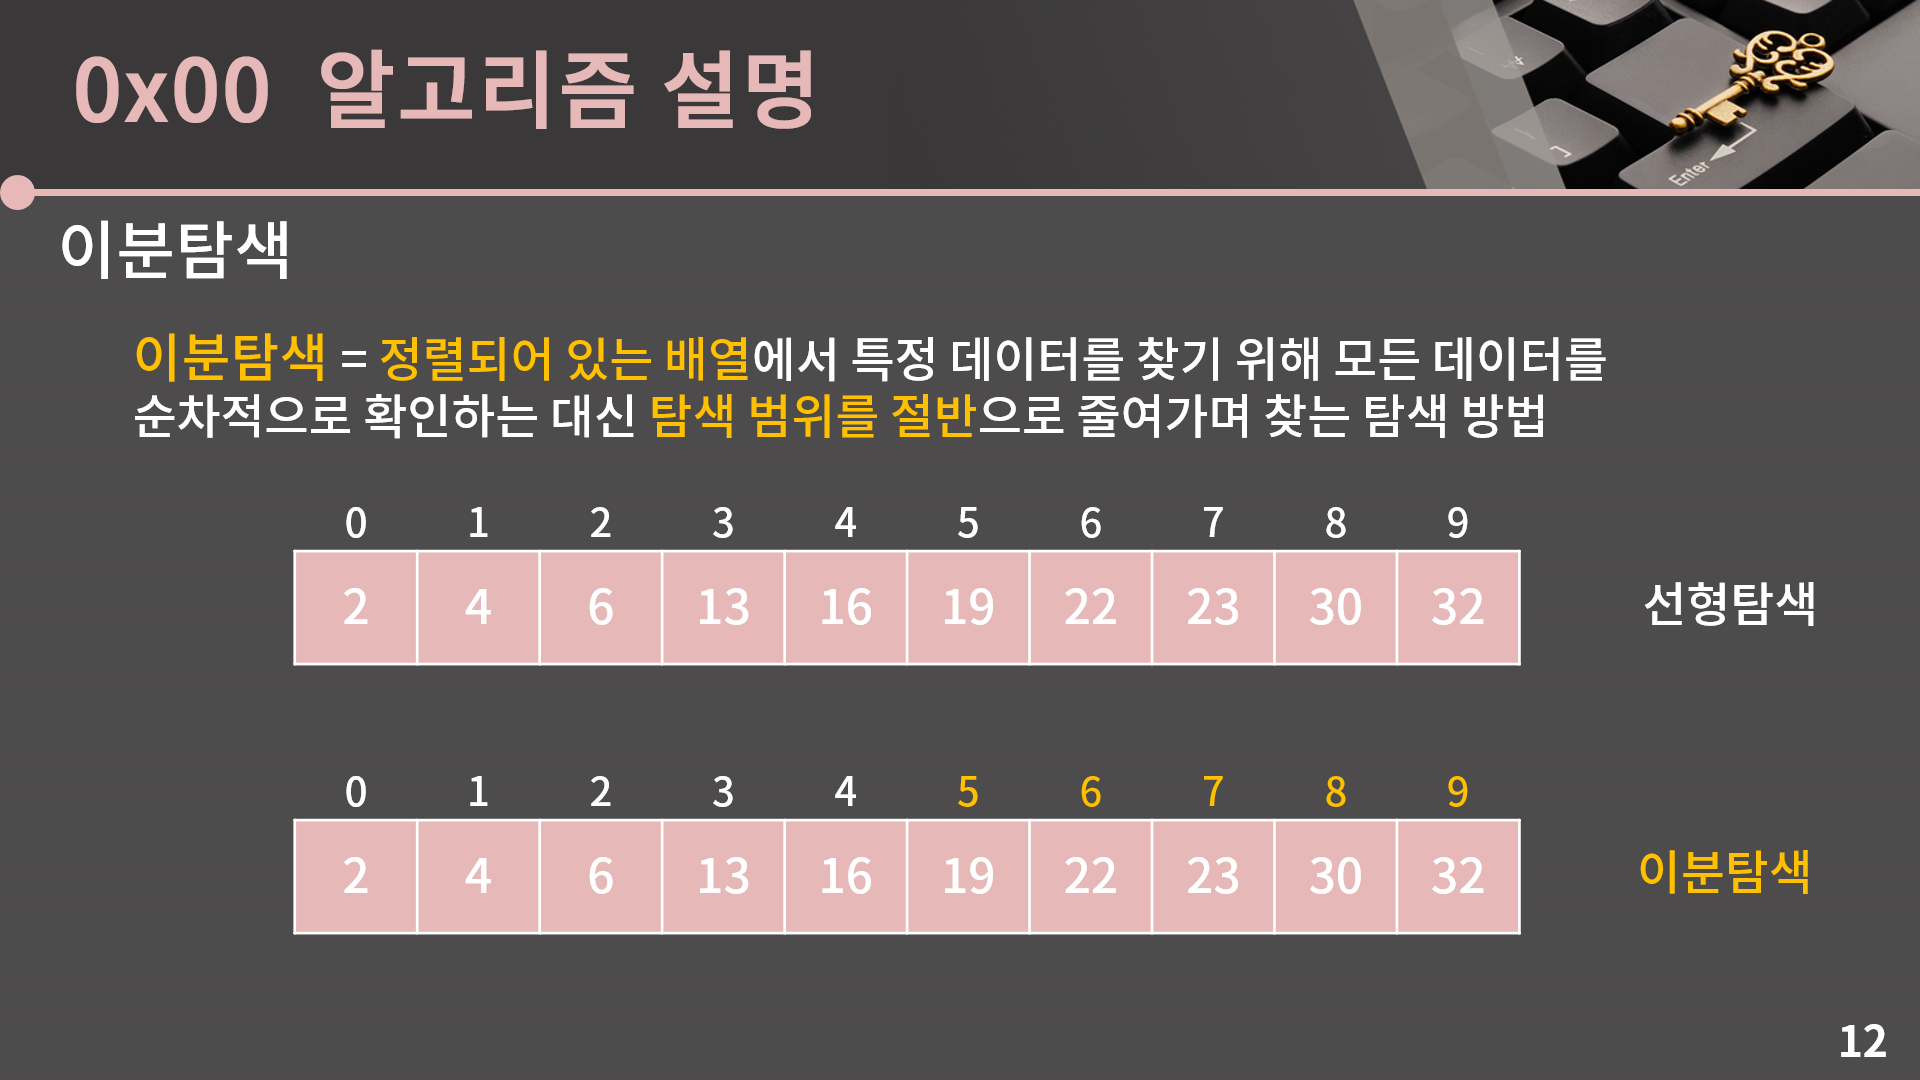 0x00 알고리즘 설명
Enter
이분탐색
이분탐색 = 정렬되어 있는 배열에서 특정 데이터를 찾기 위해 모든 데이터를
순차적으로 확인하는 대신 탐색 범위를 절반으로 줄여가며 찾는 탐색 방법
0 1 2 3 4 5 6 7 8 9
2 4 6 13 16 19 22 23 30 32
선형탐색
0 1 2 3 4 5 6 7 8 9
2 4 6 13 16 19 22 23 30 32
이분탐색
12